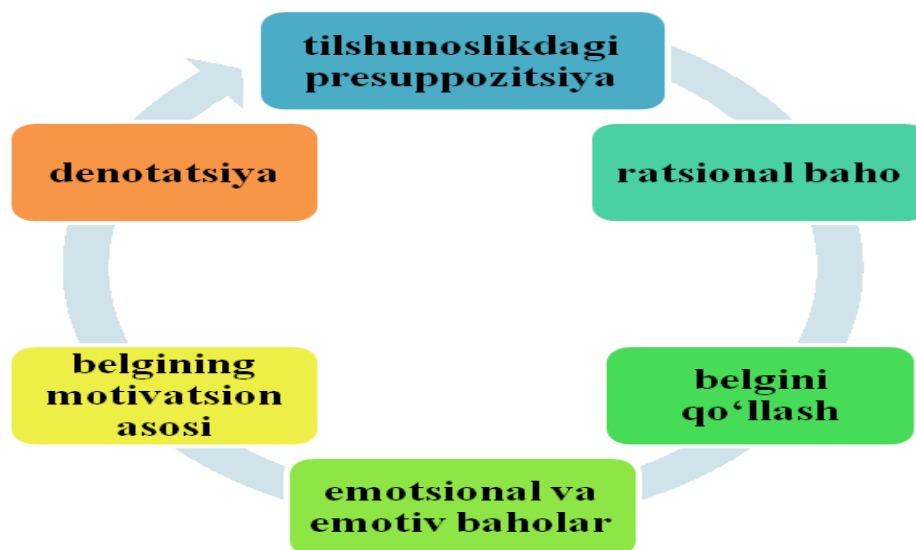 tilshunoslikdagi
presuppozitsiya
ratsional baho
belgini
qo‘llash
emotsional va
emotiv baholar
belgining
motivatsion
asosi
denotatsiya